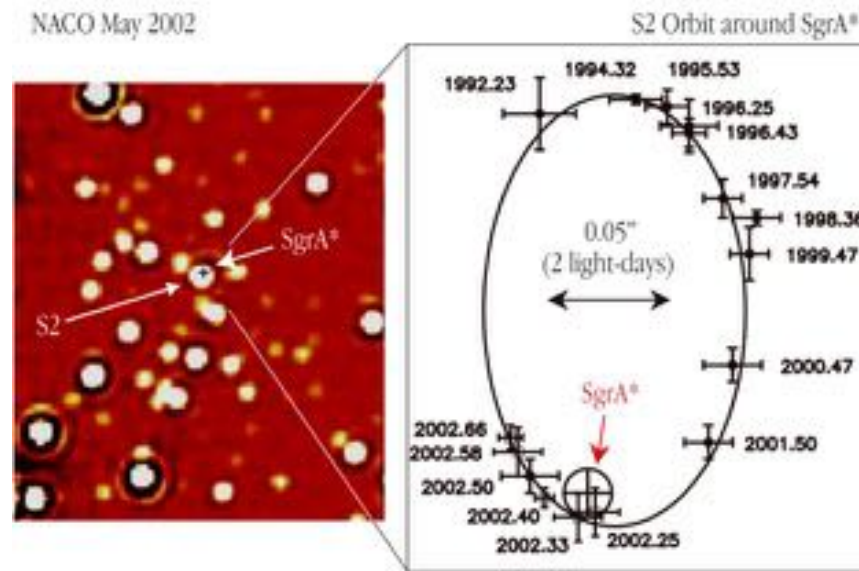 NACO May 2002
S2 Orbit around SgrA*
SgrA*
S2
1992.23
1994.32
1995.53
1996.25
1996.43
1997.54
1998.36
1999.47
0.05"
(2 light-days)
2000.47
SgrA*
2001.50
2002.66
2002.58
2002.50
2002.40
2002.33
2002.25